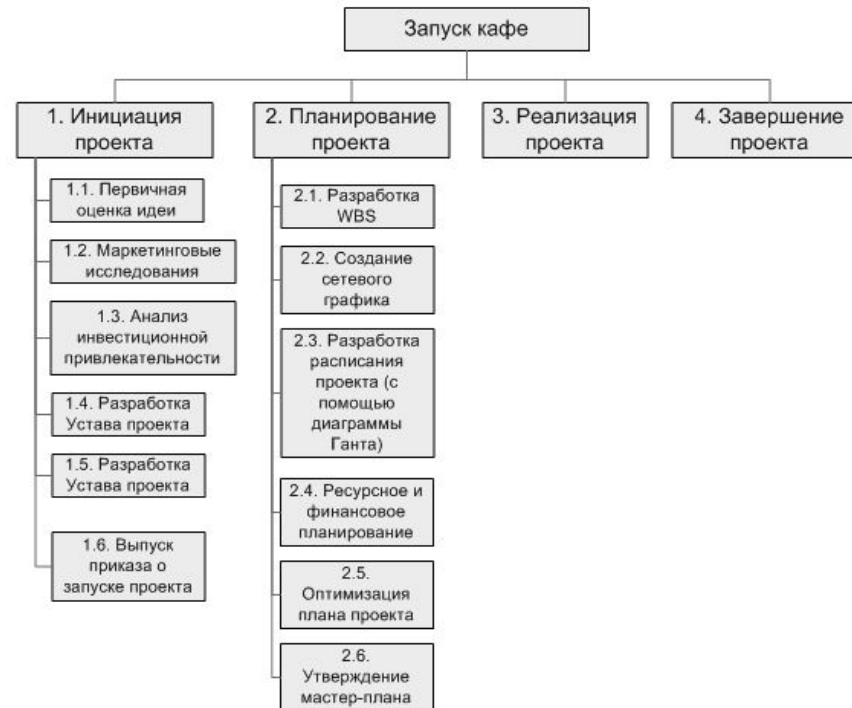 Запуск кафе
1. Инициация
проекта
2. Планирование
проекта
3. Реализация
проекта
4. Завершение
проекта
1.1. Первичная
оценка идеи
1.2. Маркетинговые
исследования
1.3. Анализ
инвестиционной
привлекательности
1.4. Разработка
Устава проекта
1.5. Разработка
Устава проекта
1.6. Выпуск
приказа о
запуске проекта
2.1. Разработка
WBS
2.2. Создание
сетевого
графика
2.3. Разработка
расписания
проекта (с
помощью
диаграммы
Ганта)
2.4. Ресурсное и
финансовое
планирование
2.5.
Оптимизация
плана проекта
2.6.
Утверждение
мастер-плана